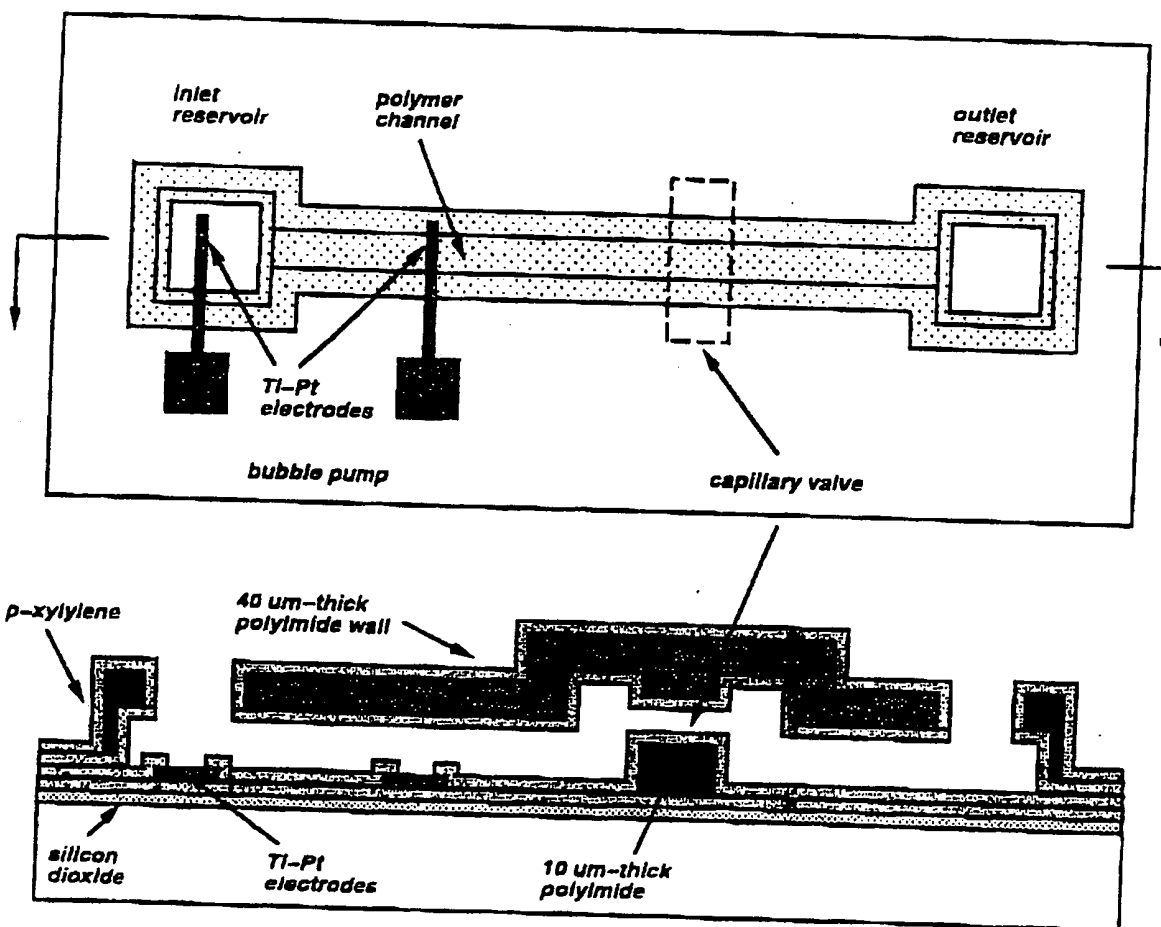 inlet
reservoir
polymer
channel
outlet
reservoir
Ti-Pt
electrodes
bubble pump
capillary valve
p-xylylene
40 um-thick
polyimide wall
silicon
dioxide
Ti-Pt
electrodes
10 um-thick
polyimide